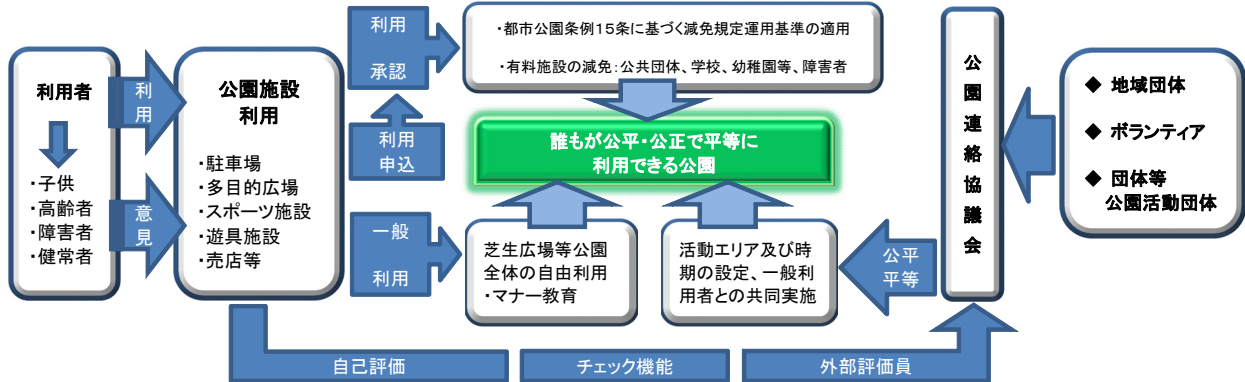 利用者
・子供
・高齢者
・障害者
・健常者
利用
意見
公園施設
利用
・駐車場
・多目的広場
・スポーツ施設
・遊具施設
・売店等
利用
承認
利用
申込
一般
利用
・都市公園条例15条に基づく減免規定運用基準の適用
・有料施設の減免:公共団体、学校、幼稚園等、障害者
誰もが公平・公正で平等に
利用できる公園
芝生広場等公園
全体の自由利用
・マナー教育
活動エリア及び時
期の設定、一般利
用者との共同実施
公平
平等
公園連絡協議会
◆ 地域団体
◆ ボランティア
◆ 団体等
公園活動団体
自己評価
チェック機能
外部評価員